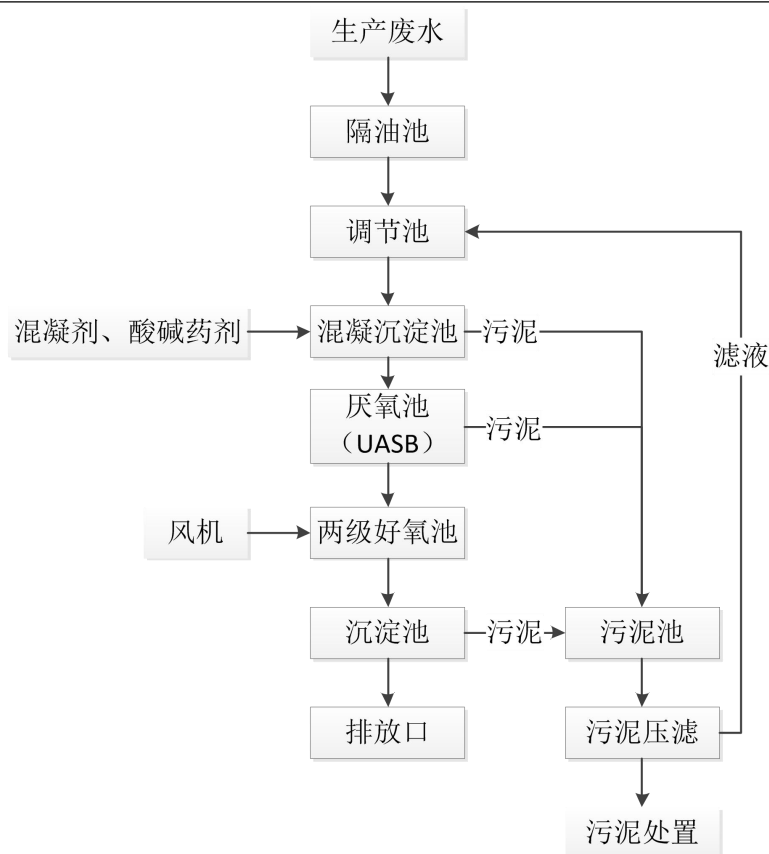 生产废水
隔油池
调节池
混凝剂、酸碱药剂
混凝沉淀池
污泥
滤液
厌氧池
（UASB）
污泥
风机
两级好氧池
沉淀池
污泥
污泥池
排放口
污泥压滤
污泥处置